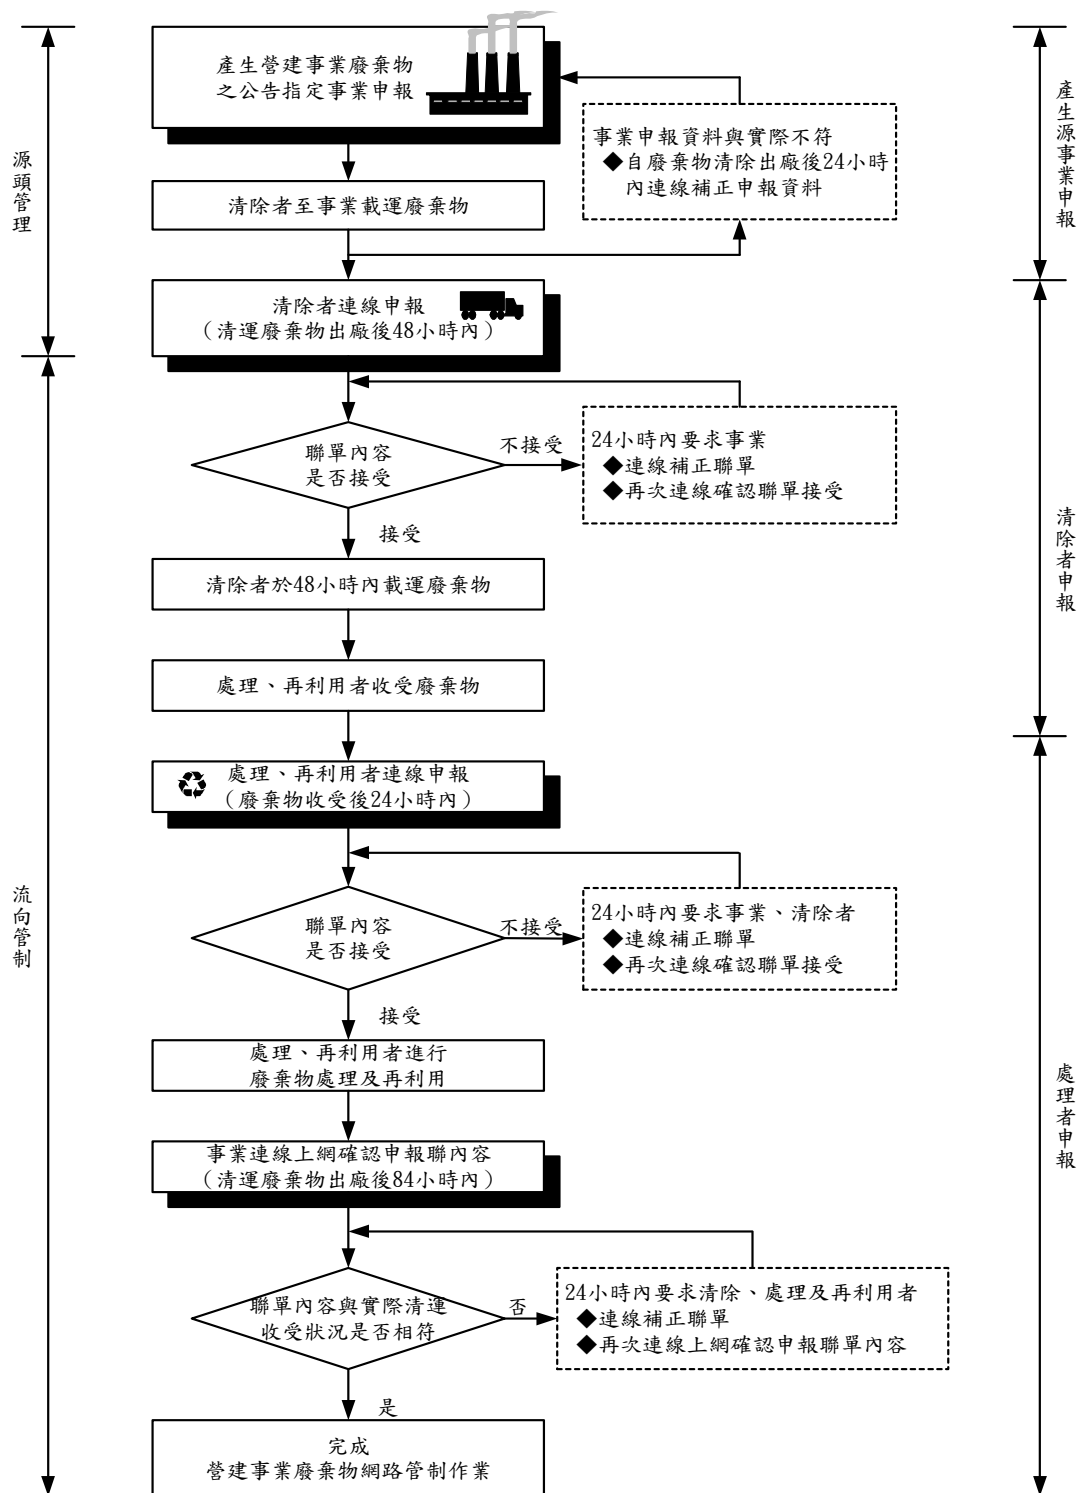 產生營建事業廢棄物
之公告指定事業申報
事業申報資料與實際不符
◆自廢棄物清除出廠後24小時
內連線補正申報資料
產生源事業申報
源頭管理
清除者至事業載運廢棄物
清除者連線申報
（清運廢棄物出廠後48小時內）
聯單內容
是否接受
不接受
24小時內要求事業
◆連線補正聯單
◆再次連線確認聯單接受
接受
清除者申報
清除者於48小時內載運廢棄物
處理、再利用者收受廢棄物
處理、再利用者連線申報
（廢棄物收受後24小時內）
流向管制
聯單內容
是否接受
不接受
24小時內要求事業、清除者
◆連線補正聯單
◆再次連線確認聯單接受
接受
處理、再利用者進行
廢棄物處理及再利用
處理者申報
事業連線上網確認申報聯內容
（清運廢棄物出廠後84小時內）
聯單內容與實際清運
收受狀況是否相符
否
24小時內要求清除、處理及再利用者
◆連線補正聯單
◆再次連線上網確認申報聯單內容
是
完成
營建事業廢棄物網路管制作業